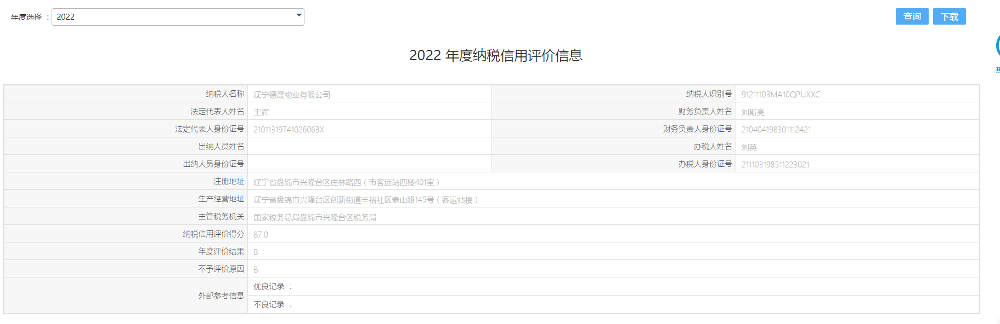 年度选择 : 2022 查询 下载
2022 年度纳税信用评价信息
纳税人名称 辽宁德晟物业有限公司 纳税人识别号 91211103MA10QPUXXC
法定代表人姓名 王辉 财务负责人姓名 刘斯亮
法定代表人身份证号 21011319741026063X 财务负责人身份证号 210404198301112421
出纳人员姓名 办税人姓名 刘英
出纳人员身份证号 办税人身份证号 211103198511223021
注册地址 辽宁省盘锦市兴隆台区庄林路西（市客运站四楼401室）
生产经营地址 辽宁省盘锦市兴隆台区创新街道丰裕社区泰山路145号（客运站楼）
主管税务机关 国家税务总局盘锦市兴隆台区税务局
纳税信用评价得分 87.0
年度评价结果 B
不予评价原因 B
外部参考信息 优良记录 :
不良记录 :